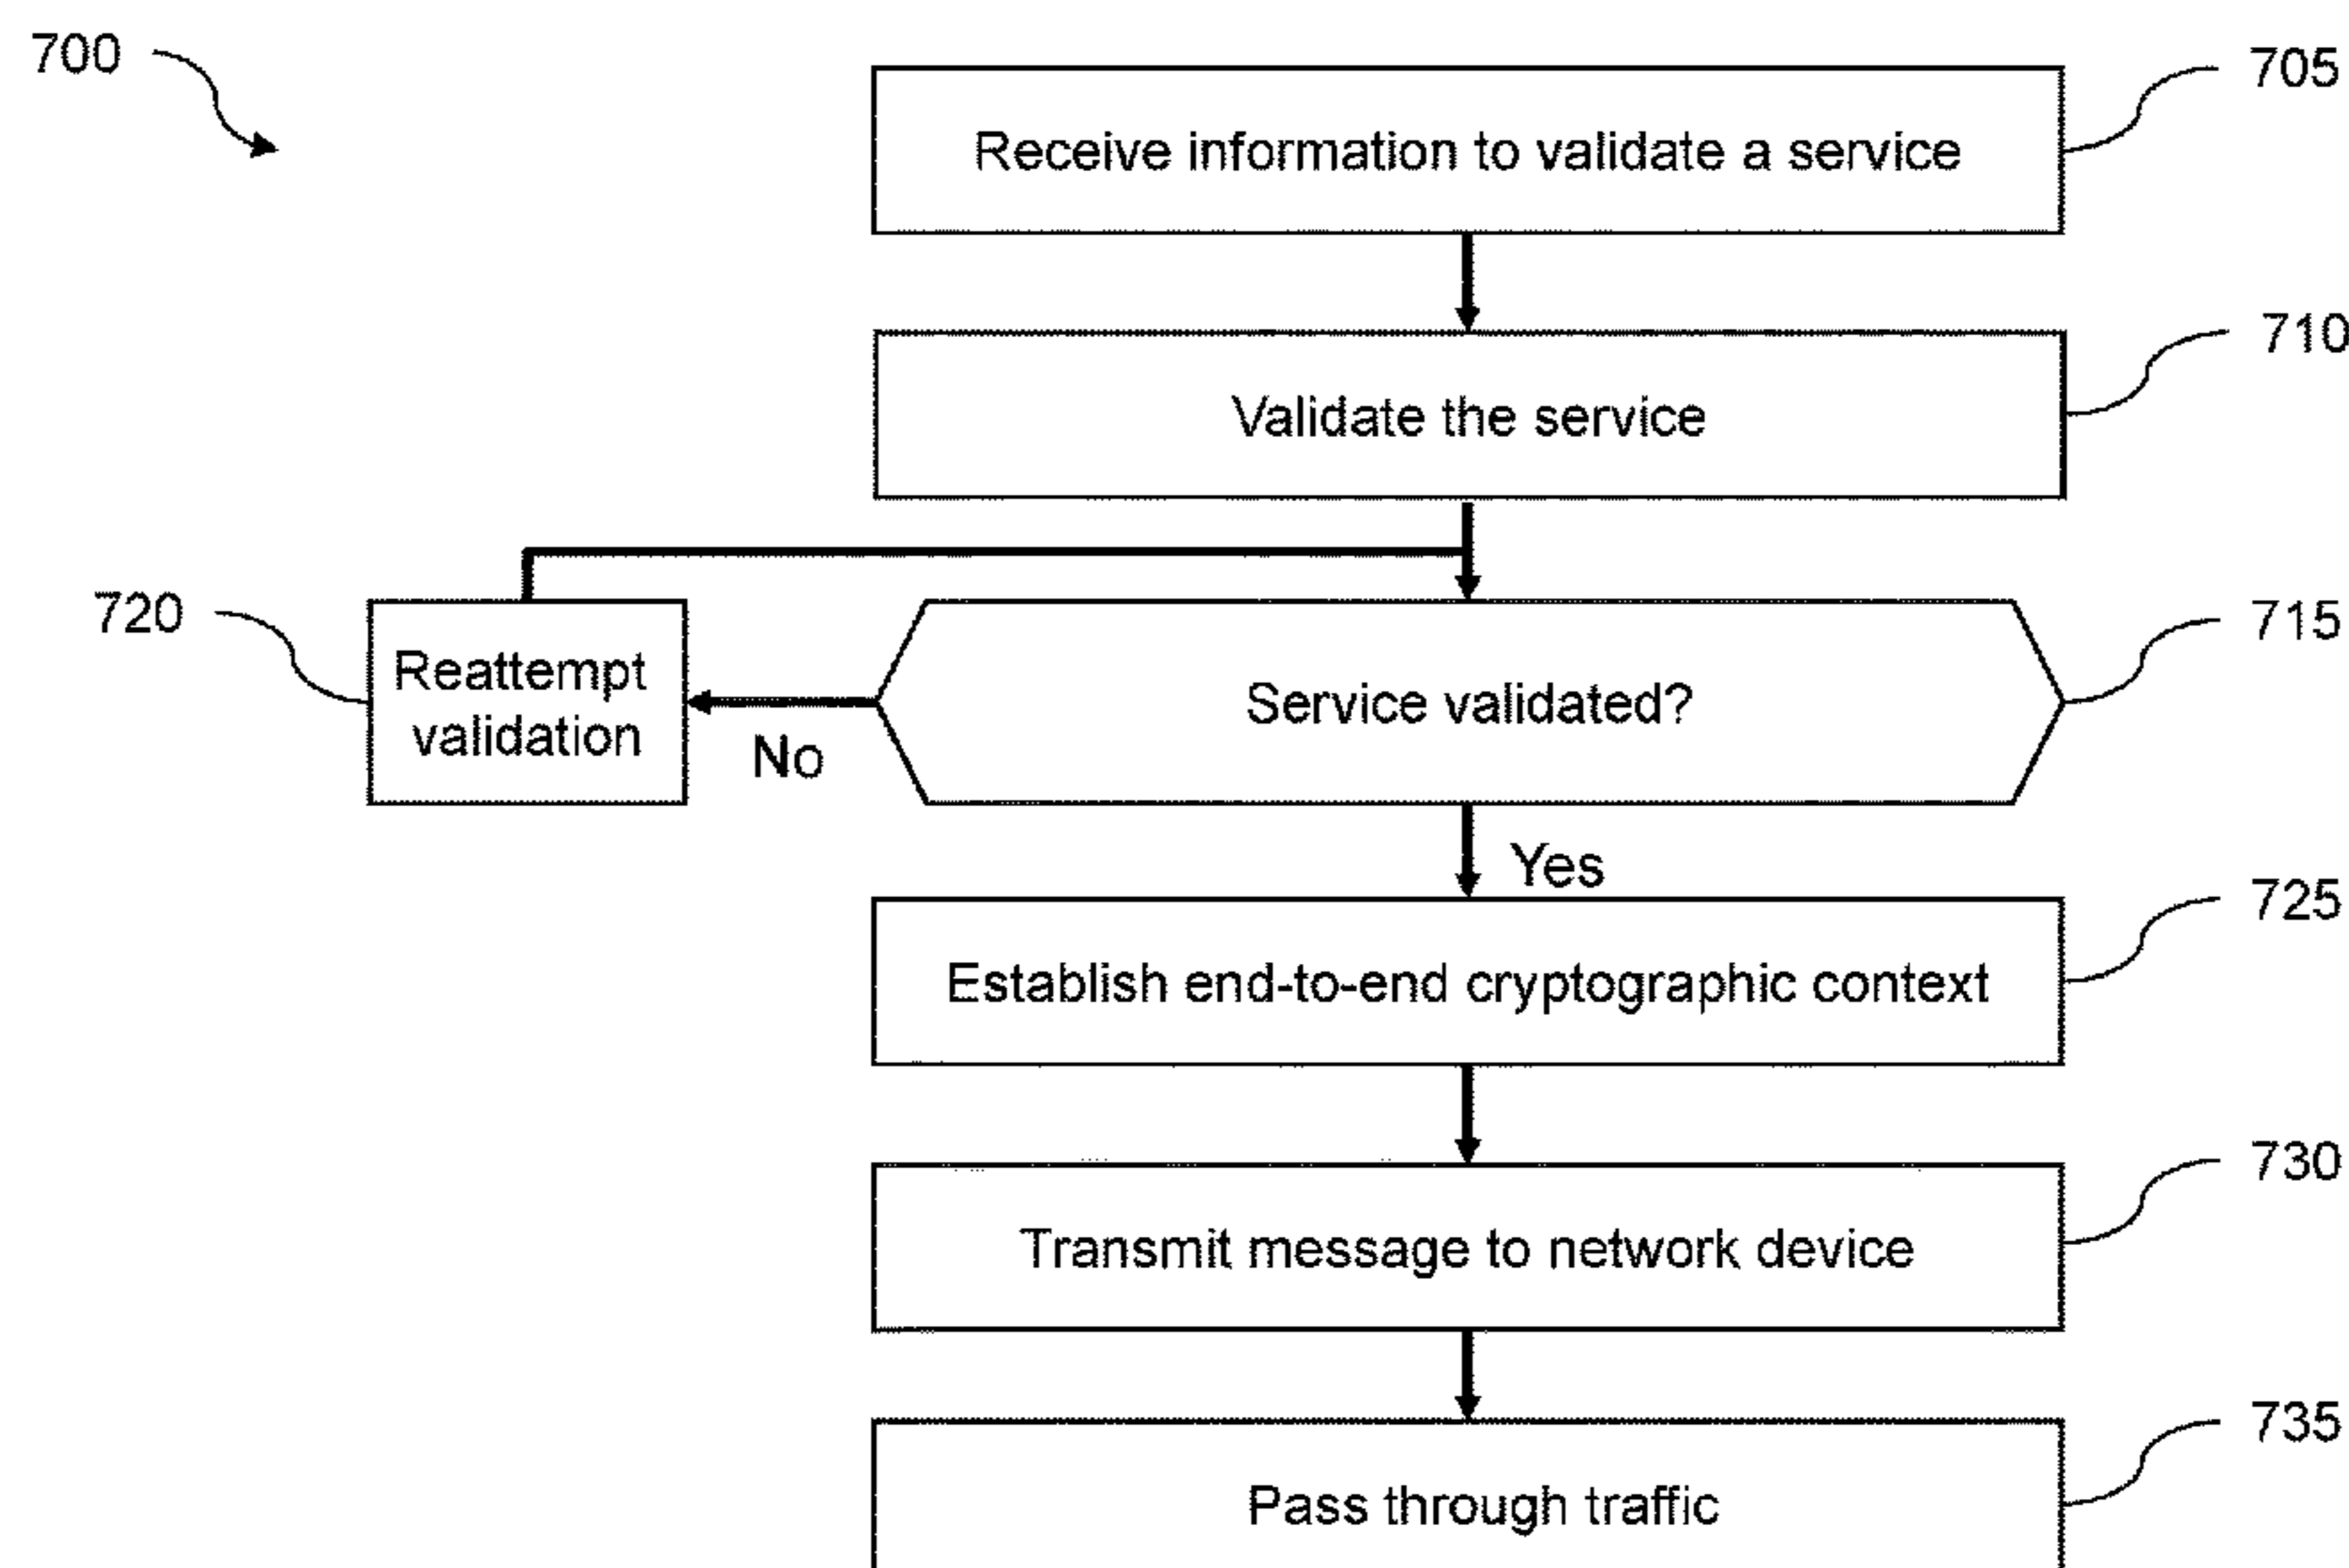 700
705
Receive information to validate a service
710
Validate the service
720
Reattempt
validation
No
715
Service validated?
Yes
725
Establish end-to-end cryptographic context
730
Transmit message to network device
735
Pass through traffic